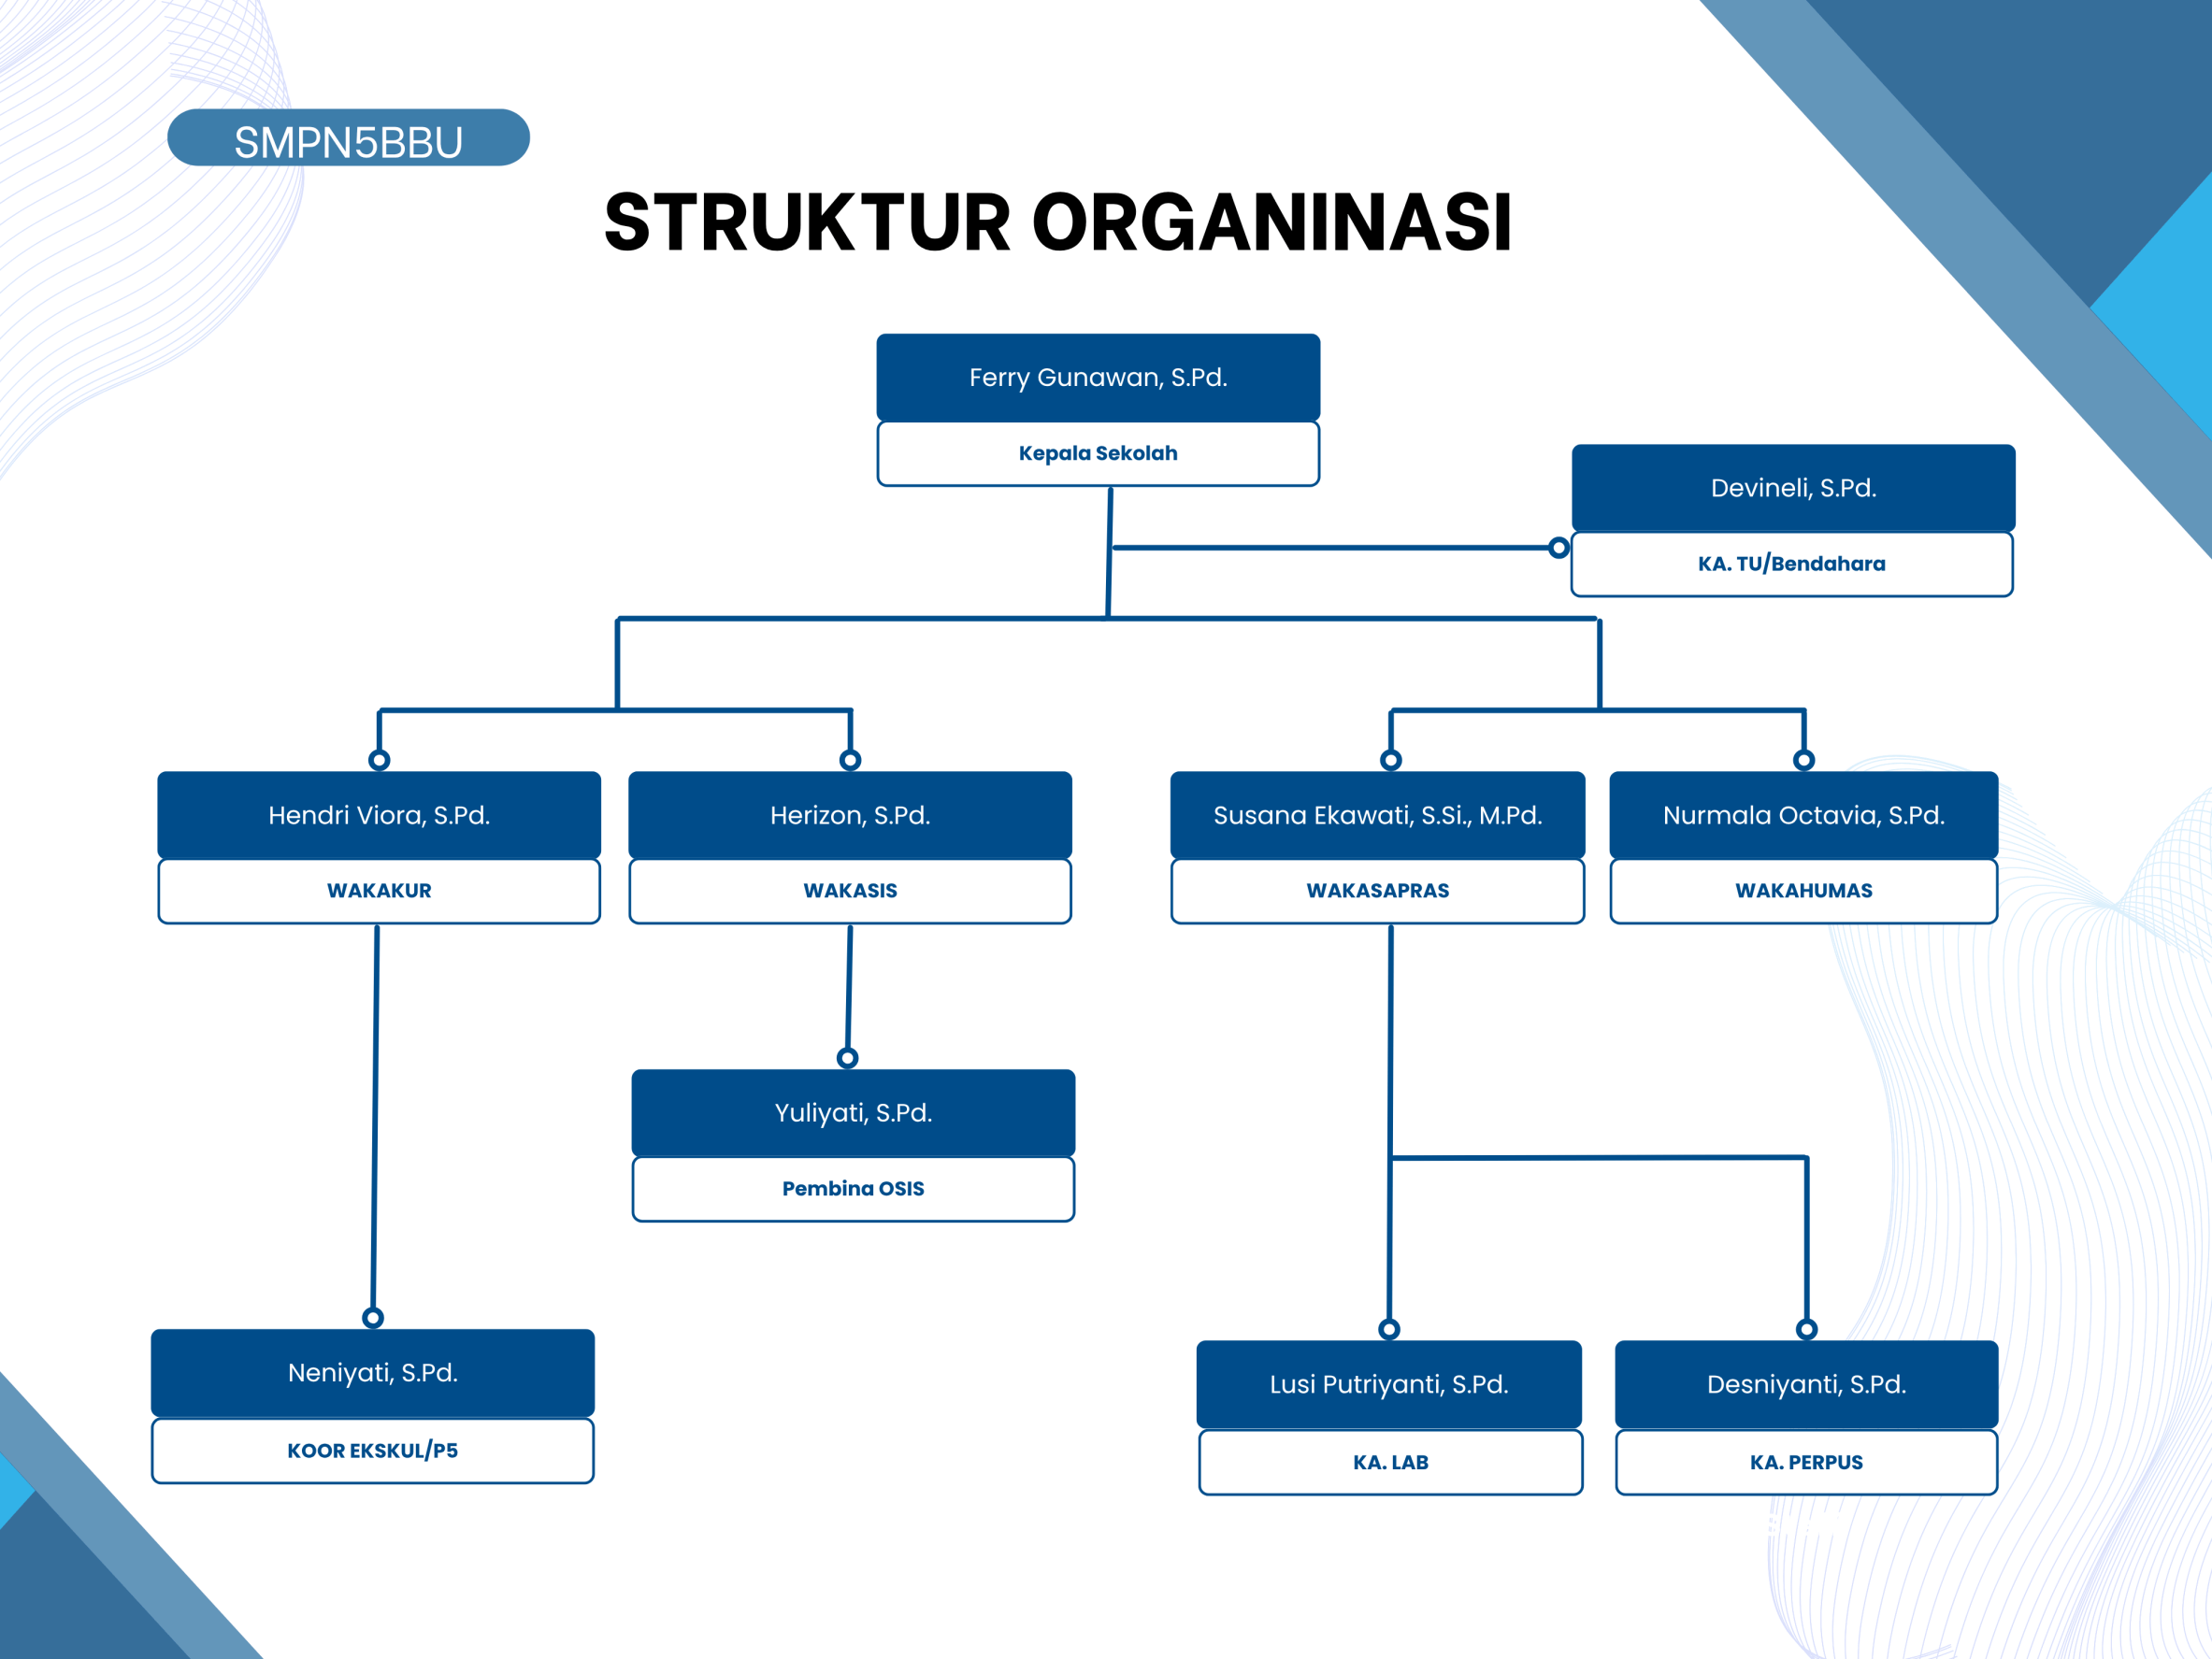 SMPN5BBU
STRUKTUR ORGANINASI
Ferry Gunawan, S.Pd.
Kepala Sekolah
Devineli, S.Pd.
KA. TU/Bendahara
Hendri Viora, S.Pd.
WAKAKUR
Herizon, S.Pd.
WAKASIS
Susana Ekawati, S.Si., M.Pd.
WAKASAPRAS
Nurmala Octavia, S.Pd.
WAKAHUMAS
Yuliyati, S.Pd.
Pembina OSIS
Neniyati, S.Pd.
KOOR EKSKUL/P5
Lusi Putriyanti, S.Pd.
KA. LAB
Desniyanti, S.Pd.
KA. PERPUS